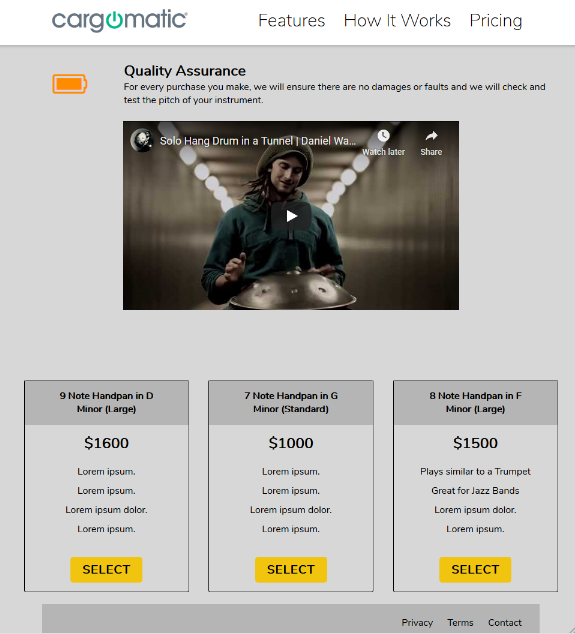 cargomatic
Features How It Works Pricing
Quality Assurance
For every purchase you make, we will ensure there are no damages or faults and we will check and
test the pitch of your instrument.
Solo Hang Drum in a Tunnel | Daniel Wa...
Watch later Share
9 Note Handpan in D
Minor (Large)
$1600
Lorem ipsum.
Lorem ipsum.
Lorem ipsum dolor.
Lorem ipsum.
SELECT
7 Note Handpan in G
Minor (Standard)
$1000
Lorem ipsum.
Lorem ipsum.
Lorem ipsum dolor.
Lorem ipsum.
SELECT
8 Note Handpan in F
Minor (Large)
$1500
Plays similar to a Trumpet
Great for Jazz Bands
Lorem ipsum dolor.
Lorem ipsum.
SELECT
Privacy Terms Contact